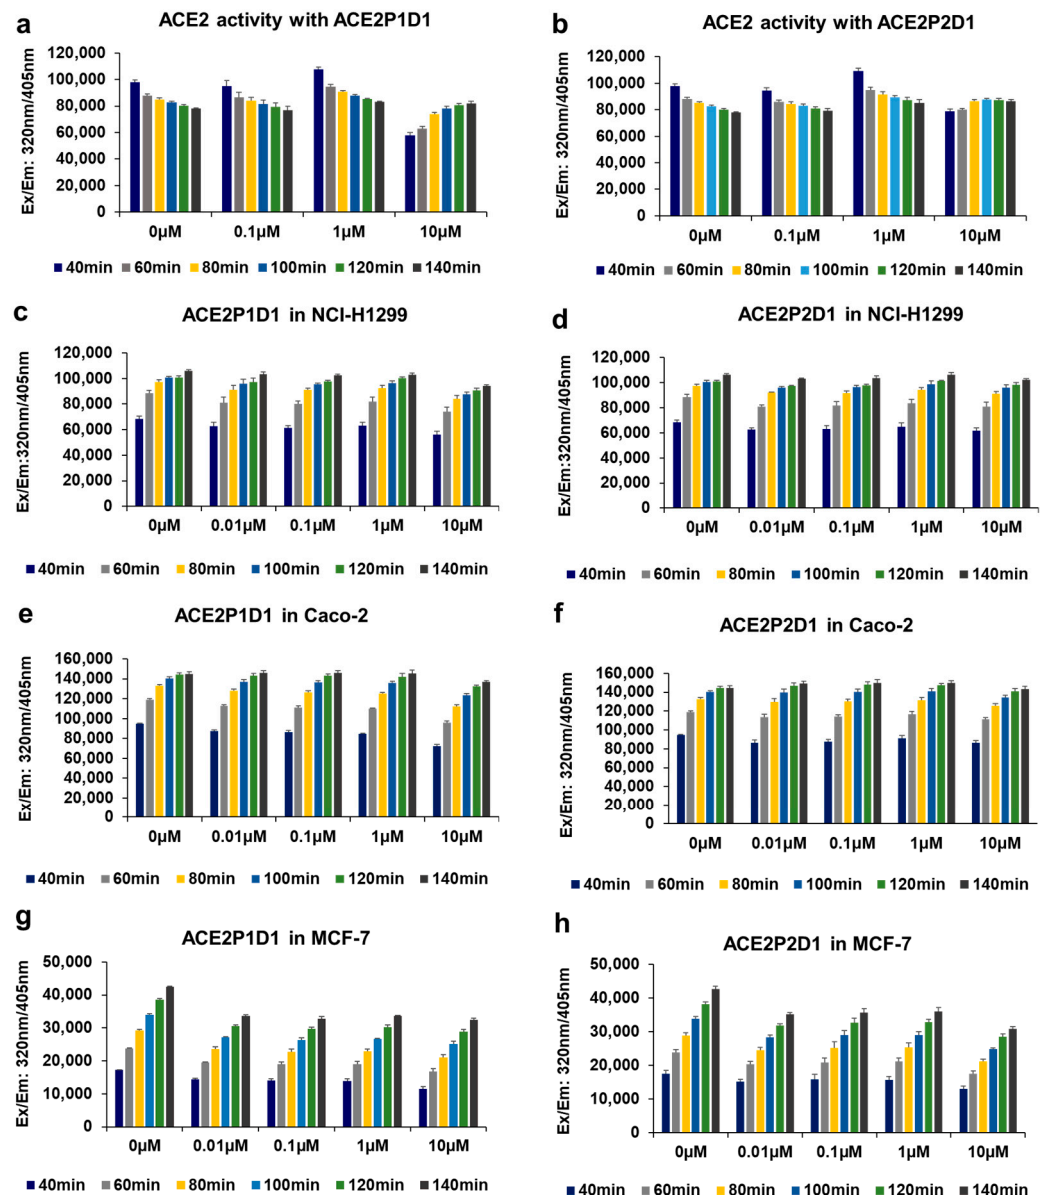 a
ACE2 activity with ACE2P1D1
Ex/Em: 320nm/405nm
120,000
100,000
80,000
60,000
40,000
20,000
0
0µM 0.1µM 1µM 10µM
40min 60min 80min 100min 120min 140min
b
ACE2 activity with ACE2P2D1
Ex/Em: 320nm/405nm
120,000
100,000
80,000
60,000
40,000
20,000
0
0µM 0.1µM 1µM 10µM
40min 60min 80min 100min 120min 140min
c
ACE2P1D1 in NCI-H1299
Ex/Em:320nm/405nm
120,000
100,000
80,000
60,000
40,000
20,000
0
0µM 0.01µM 0.1µM 1µM 10µM
40min 60min 80min 100min 120min 140min
d
ACE2P2D1 in NCI-H1299
Ex/Em:320nm/405nm
120,000
100,000
80,000
60,000
40,000
20,000
0
0µM 0.01µM 0.1µM 1µM 10µM
40min 60min 80min 100min 120min 140min
e
ACE2P1D1 in Caco-2
Ex/Em: 320nm/405nm
160,000
140,000
120,000
100,000
80,000
60,000
40,000
20,000
0
0µM 0.01µM 0.1µM 1µM 10µM
40min 60min 80min 100min 120min 140min
f
ACE2P2D1 in Caco-2
Ex/Em: 320nm/405nm
160,000
140,000
120,000
100,000
80,000
60,000
40,000
20,000
0
0µM 0.01µM 0.1µM 1µM 10µM
40min 60min 80min 100min 120min 140min
g
ACE2P1D1 in MCF-7
Ex/Em: 320nm/405nm
50,000
40,000
30,000
20,000
10,000
0
0µM 0.01µM 0.1µM 1µM 10µM
40min 60min 80min 100min 120min 140min
h
ACE2P2D1 in MCF-7
Ex/Em: 320nm/405nm
50,000
40,000
30,000
20,000
10,000
0
0µM 0.01µM 0.1µM 1µM 10µM
40min 60min 80min 100min 120min 140min